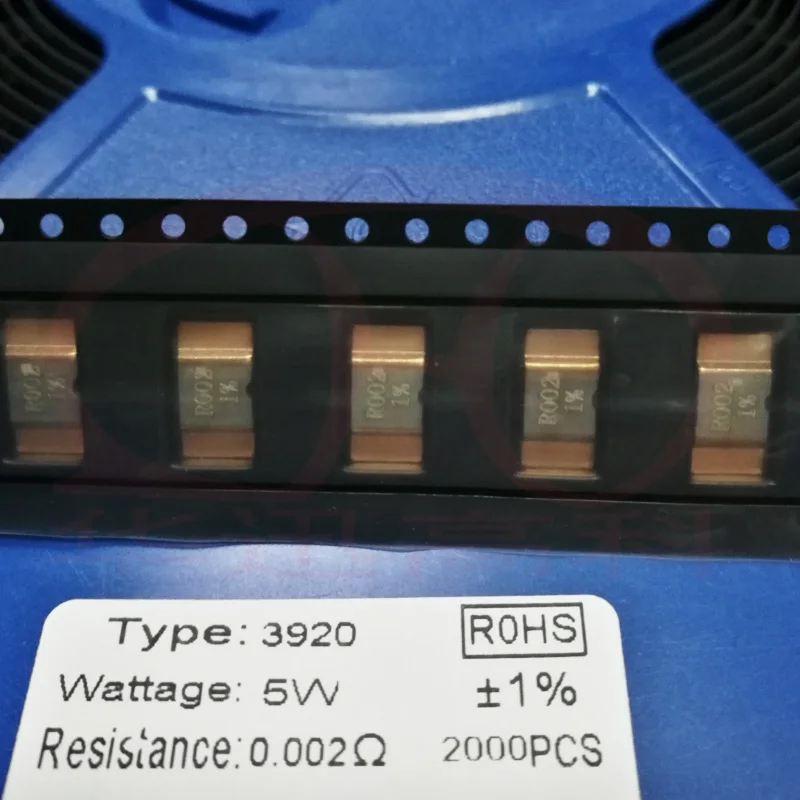 R002 1%
R002 1%
R002 1%
R002 1%
R002 1%
Type: 3920 ROHS
Wattage: 5W ±1%
Resistance: 0.002Ω 2000PCS